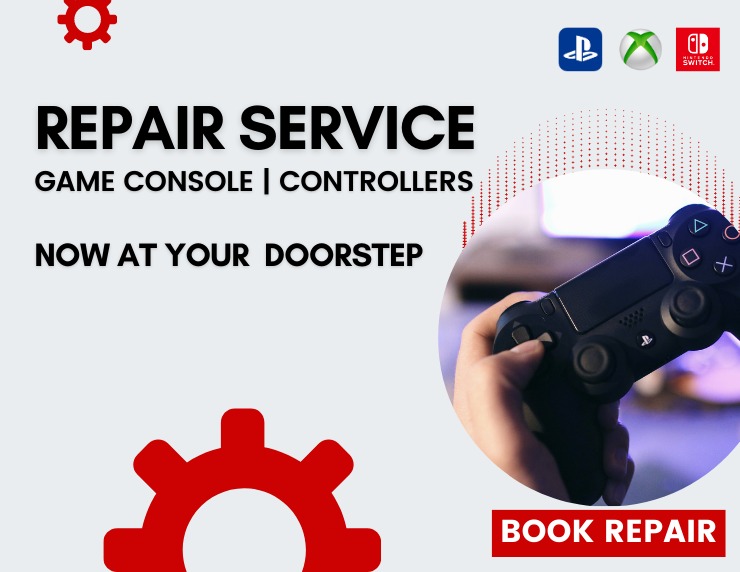 NINTENDO
SWITCH.
REPAIR SERVICE
GAME CONSOLE | CONTROLLERS
NOW AT YOUR DOORSTEP
BOOK REPAIR